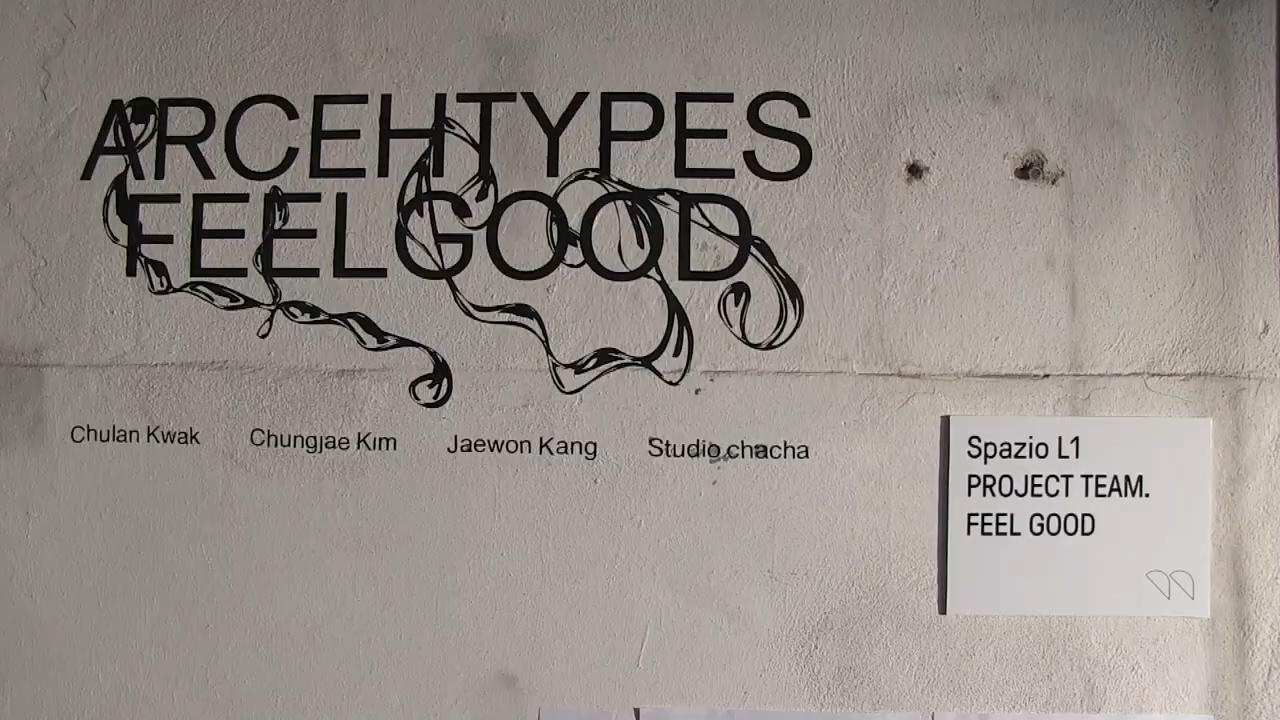 ARCEHTYPES
FEELGOOD
Chulan Kwak Chungjae Kim Jaewon Kang Studio chacha
Spazio L1
PROJECT TEAM.
FEEL GOOD